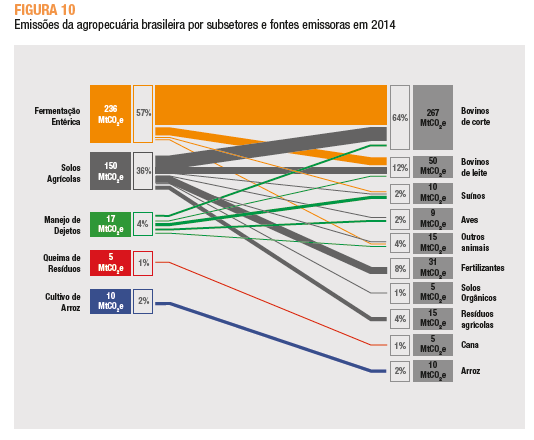 FIGURA 10
Emissões da agropecuária brasileira por subsetores e fontes emissoras em 2014
Fermentação
Entérica
236
MtCO2e
57%
Solos
Agrícolas
150
MtCO2e
36%
Manejo de
Dejetos
17
MtCO2e
4%
Queima de
Resíduos
5
MtCO2e
1%
Cultivo de
Arroz
10
MtCO2e
2%
64%
267
MtCO2e
Bovinos
de corte
12%
50
MtCO2e
Bovinos
de leite
2%
10
MtCO2e
Suínos
2%
9
MtCO2e
Aves
4%
15
MtCO2e
Outros
animais
8%
31
MtCO2e
Fertilizantes
1%
5
MtCO2e
Solos
Orgânicos
4%
15
MtCO2e
Resíduos
agrícolas
1%
5
MtCO2e
Cana
2%
10
MtCO2e
Arroz